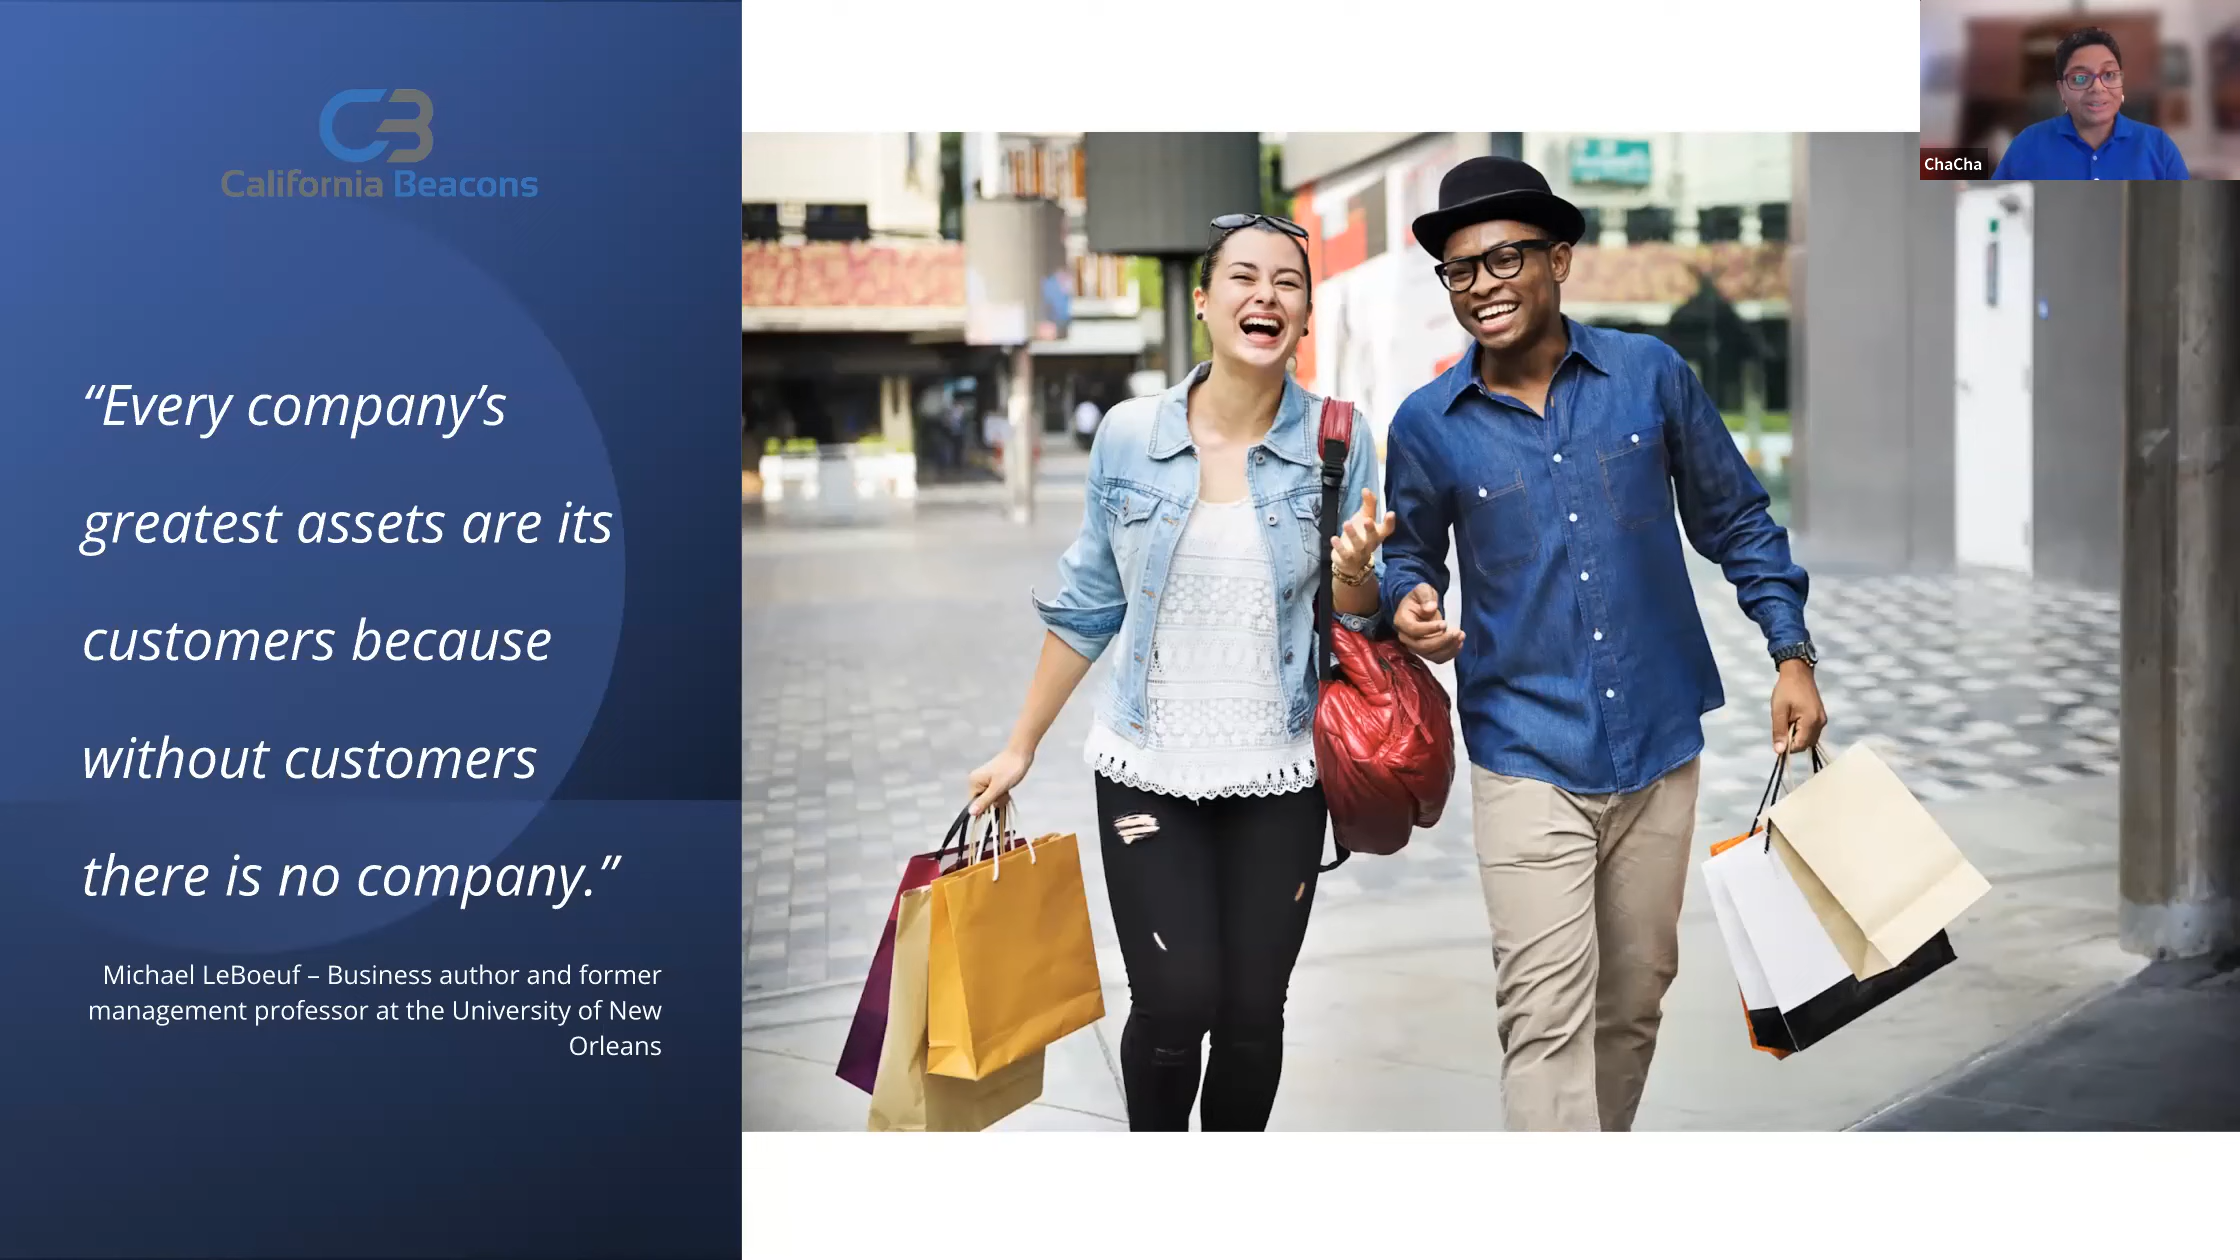 CB
California Beacons
“Every company’s
greatest assets are its
customers because
without customers
there is no company.”
Michael LeBoeuf – Business author and former
management professor at the University of New
Orleans
ChaCha